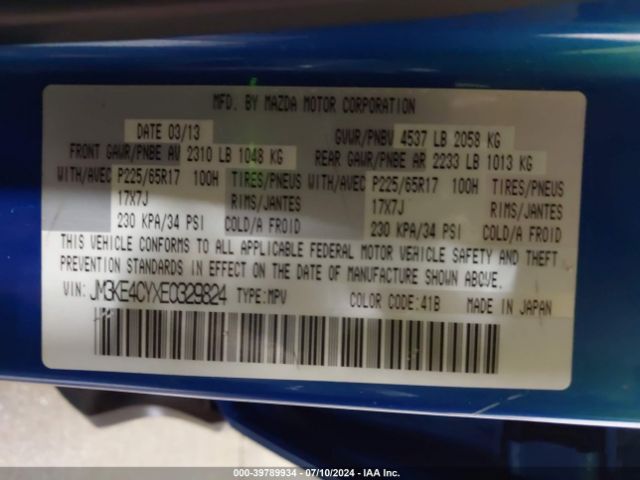 MFD. BY MAZDA MOTOR CORPORATION
DATE 03/13 GVWR/PNBV 4537 LB 2058 KG
FRONT GAWR/PNBE AV 2310 LB 1048 KG REAR GAWR/PNBE AR 2233 LB 1013 KG
WITH/AVEC P225/65R17 100H TIRES/PNEUS WITH/AVEC P225/65R17 100H TIRES/PNEUS
17X7J RIMS/JANTES 17X7J RIMS/JANTES
230 KPA/34 PSI COLD/A FROID 230 KPA/34 PSI COLD/A FROID
THIS VEHICLE CONFORMS TO ALL APPLICABLE FEDERAL MOTOR VEHICLE SAFETY AND THEFT
PREVENTION STANDARDS IN EFFECT ON THE DATE OF MANUFACTURE SHOWN ABOVE.
VIN: JM3KE4CYXE0329824 TYPE: MPV COLOR CODE: 41B MADE IN JAPAN
000-39789934 / 07/10/2024 - IAA Inc.